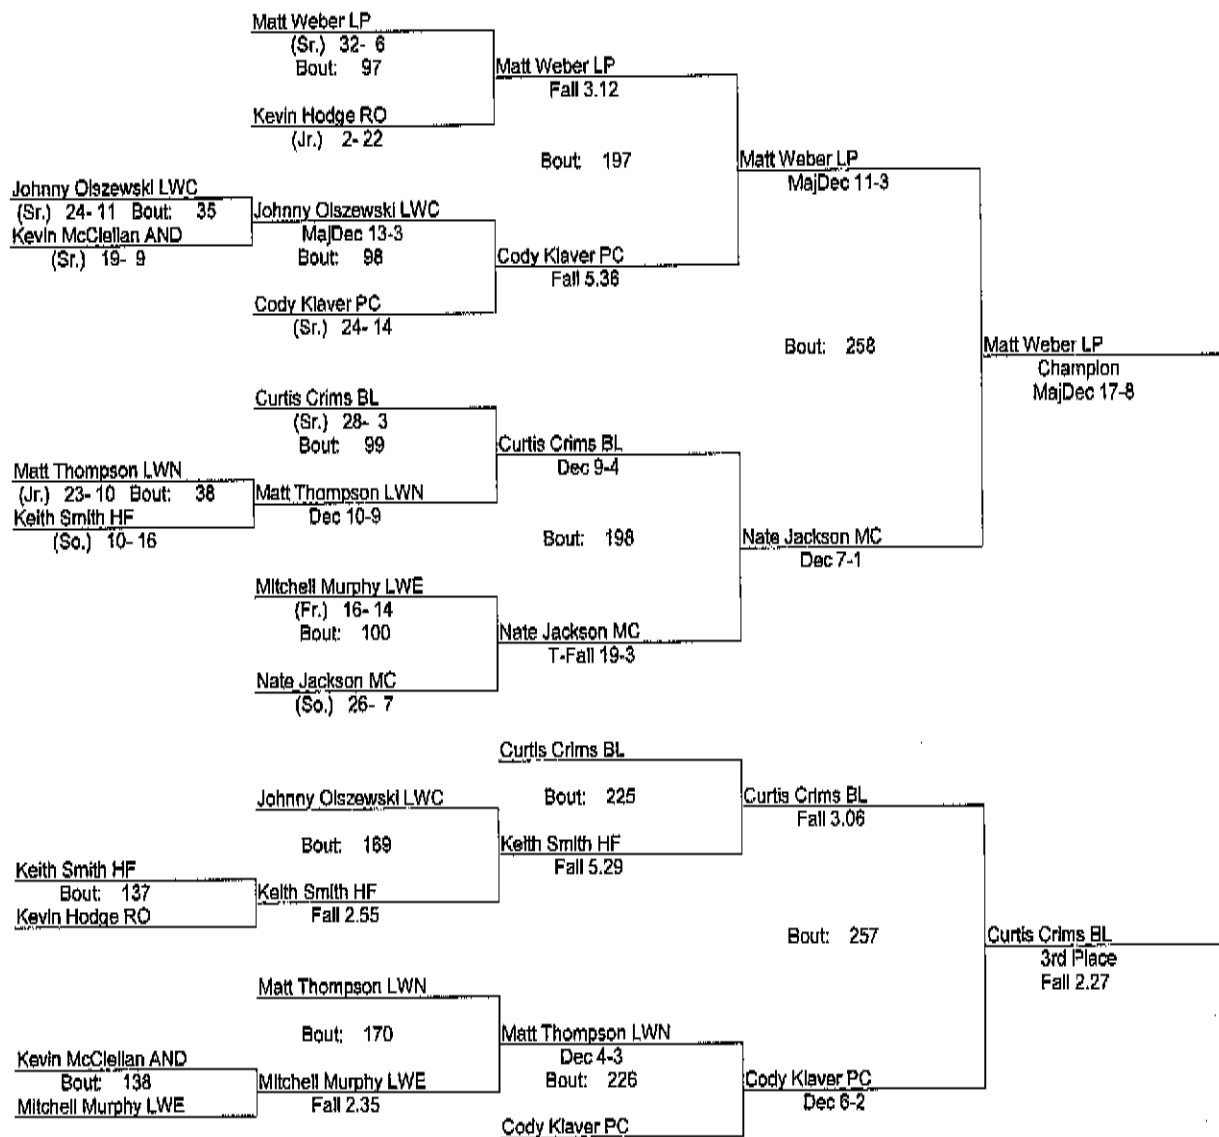 Matt Weber LP
(Sr.) 32- 6
Bout: 97
Matt Weber LP
Fall 3.12
Kevin Hodge RO
(Jr.) 2- 22
Bout: 197
Matt Weber LP
MajDec 11-3
Johnny Olszewski LWC
(Sr.) 24- 11 Bout: 35
Kevin McClellan AND
(Sr.) 19- 9
Johnny Olszewski LWC
MajDec 13-3
Bout: 98
Cody Klaver PC
Fall 5.36
Cody Klaver PC
(Sr.) 24- 14
Bout: 258
Matt Weber LP
Champion
MajDec 17-8
Curtis Crims BL
(Sr.) 28- 3
Bout: 99
Curtis Crims BL
Dec 9-4
Matt Thompson LWN
(Jr.) 23- 10 Bout: 38
Keith Smith HF
(So.) 10- 16
Matt Thompson LWN
Dec 10-9
Bout: 198
Nate Jackson MC
Dec 7-1
Mitchell Murphy LWE
(Fr.) 16- 14
Bout: 100
Nate Jackson MC
T-Fall 19-3
Nate Jackson MC
(So.) 26- 7
Curtis Crims BL
Bout: 225
Curtis Crims BL
Fall 3.06
Johnny Olszewski LWC
Bout: 169
Keith Smith HF
Fall 5.29
Keith Smith HF
Bout: 137
Kevin Hodge RO
Keith Smith HF
Fall 2.55
Bout: 257
Curtis Crims BL
3rd Place
Fall 2.27
Matt Thompson LWN
Bout: 170
Matt Thompson LWN
Dec 4-3
Bout: 226
Kevin McClellan AND
Bout: 138
Mitchell Murphy LWE
Mitchell Murphy LWE
Fall 2.35
Cody Klaver PC
Dec 6-2
Cody Klaver PC